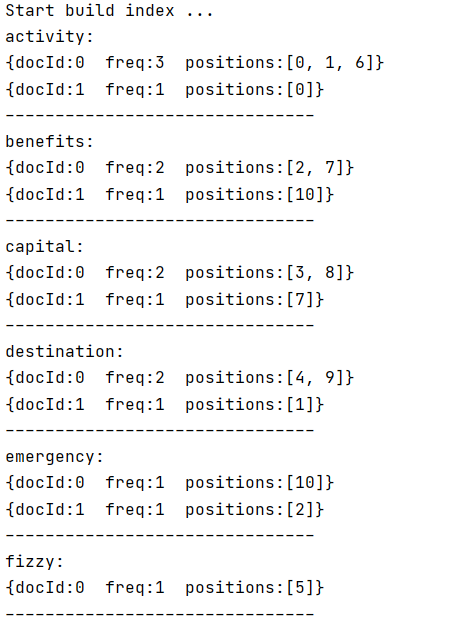 Start build index ...
activity:
{docId:0  freq:3  positions:[0, 1, 6]}
{docId:1  freq:1  positions:[0]}
-------------------------------
benefits:
{docId:0  freq:2  positions:[2, 7]}
{docId:1  freq:1  positions:[10]}
-------------------------------
capital:
{docId:0  freq:2  positions:[3, 8]}
{docId:1  freq:1  positions:[7]}
-------------------------------
destination:
{docId:0  freq:2  positions:[4, 9]}
{docId:1  freq:1  positions:[1]}
-------------------------------
emergency:
{docId:0  freq:1  positions:[10]}
{docId:1  freq:1  positions:[2]}
-------------------------------
fizzy:
{docId:0  freq:1  positions:[5]}
-------------------------------